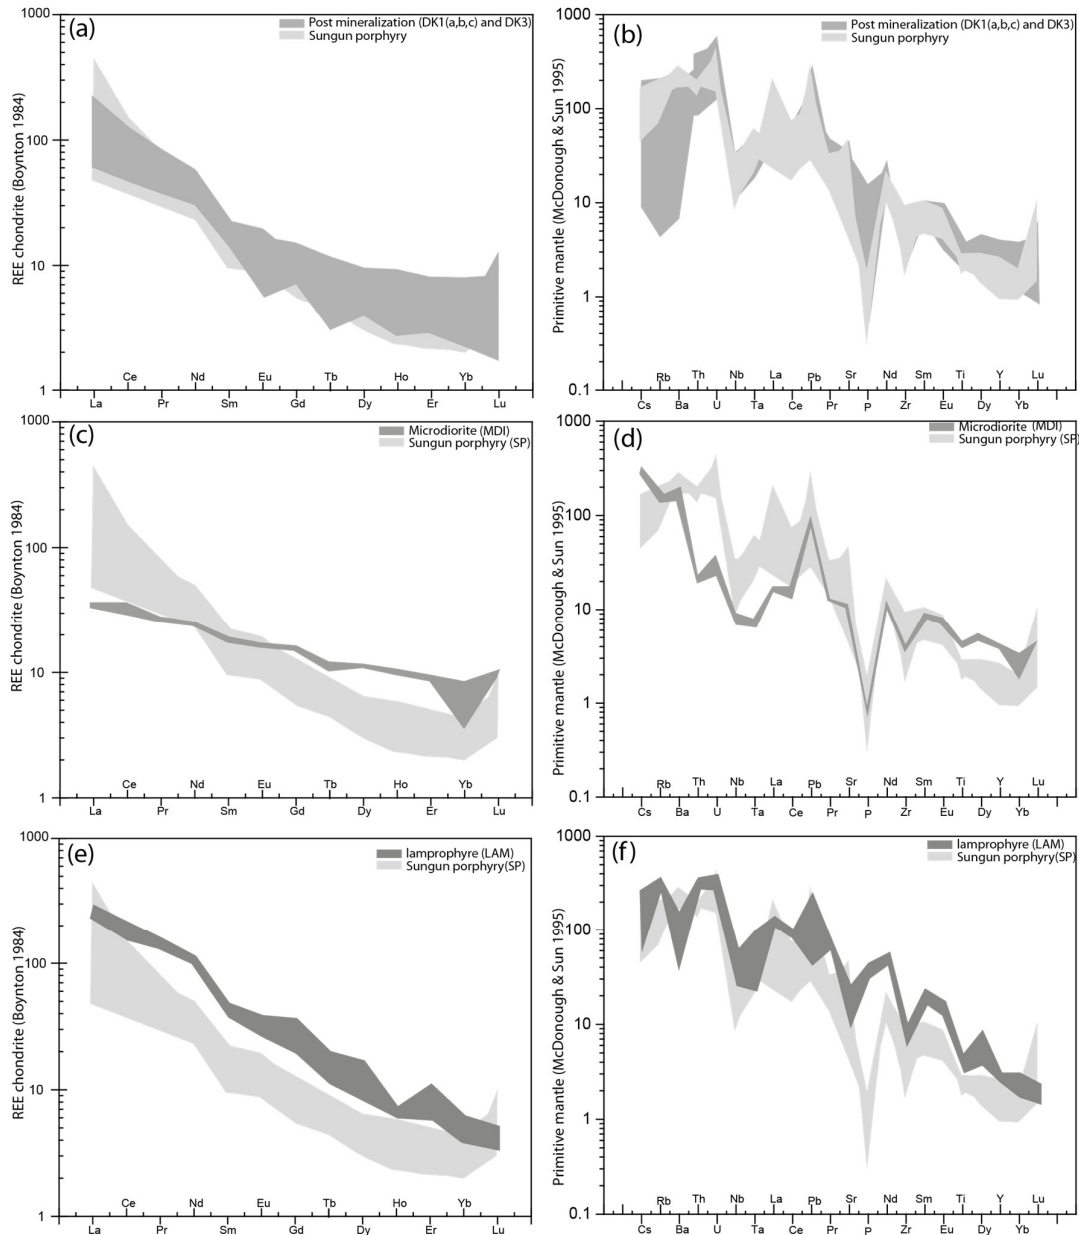 (a)
Post mineralization (DK1(a,b,c) and DK3)
Sungun porphyry
REE chondrite (Boynton 1984)
1000
100
10
1
Ce Nd Eu Tb Ho Yb
La Pr Sm Gd Dy Er Lu
(b)
Post mineralization (DK1(a,b,c) and DK3)
Sungun porphyry
Primitive mantle (McDonough & Sun 1995)
1000
100
10
1
0.1
Rb Th Nb La Pb Sr Nd Sm Ti Y Lu
Cs Ba U Ta Ce Pr P Zr Eu Dy Yb
(c)
Microdiorite (MDI)
Sungun porphyry (SP)
REE chondrite (Boynton 1984)
1000
100
10
1
Ce Nd Eu Tb Ho Yb
La Pr Sm Gd Dy Er Lu
(d)
Microdiorite (MDI)
Sungun porphyry (SP)
Primitive mantle (McDonough & Sun 1995)
1000
100
10
1
0.1
Rb Th Nb La Pb Sr Nd Sm Ti Y Lu
Cs Ba U Ta Ce Pr P Zr Eu Dy Yb
(e)
lamprophyre (LAM)
Sungun porphyry(SP)
REE chondrite (Boynton 1984)
1000
100
10
1
Ce Nd Eu Tb Ho Yb
La Pr Sm Gd Dy Er Lu
(f)
lamprophyre (LAM)
Sungun porphyry(SP)
Primitive mantle (McDonough & Sun 1995)
1000
100
10
1
0.1
Rb Th Nb La Pb Sr Nd Sm Ti Y Lu
Cs Ba U Ta Ce Pr P Zr Eu Dy Yb